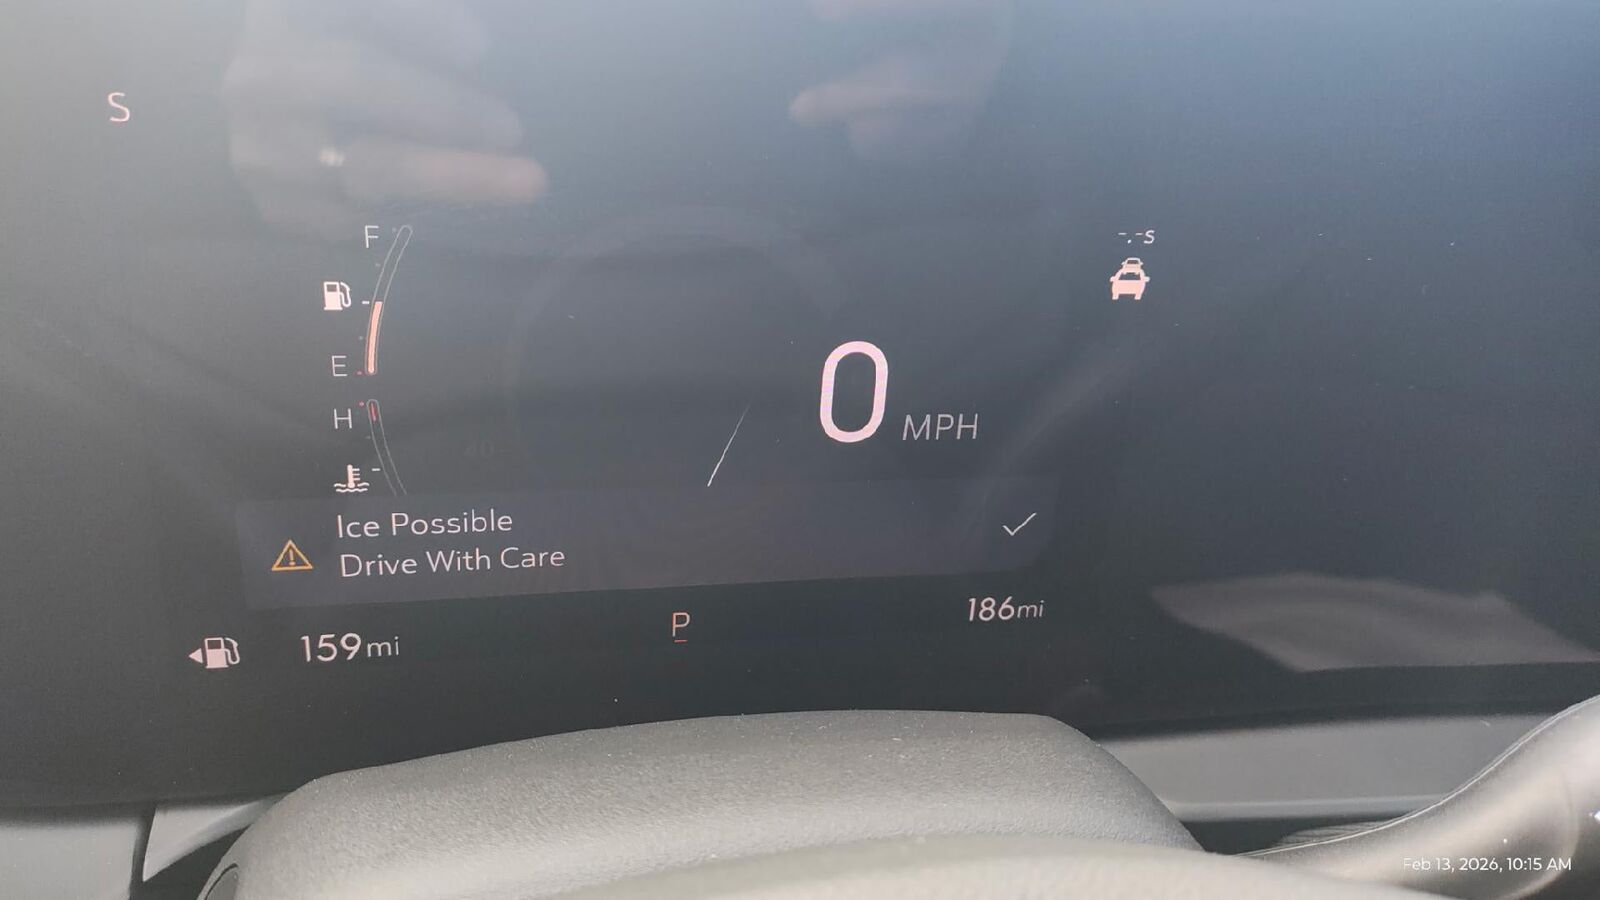 S
F
-.-s
E
0 MPH
H
Ice Possible
Drive With Care
159mi
P
186mi
Feb 13, 2026, 10:15 AM